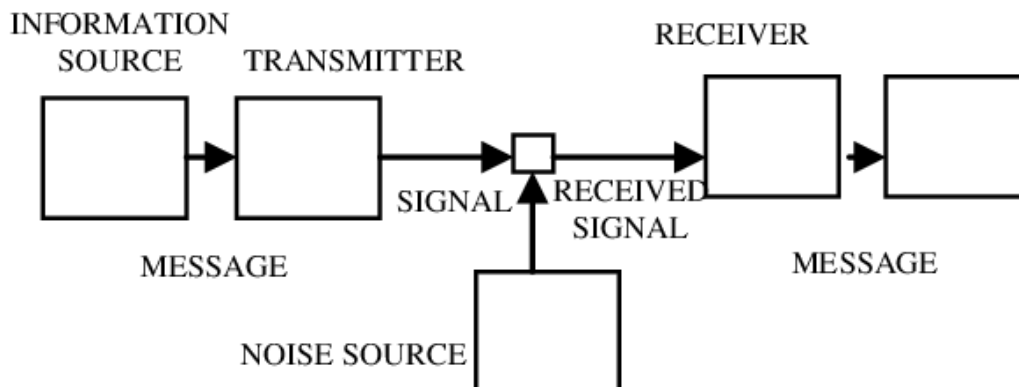 INFORMATION
SOURCE
TRANSMITTER
RECEIVER
SIGNAL
RECEIVED
SIGNAL
MESSAGE
MESSAGE
NOISE SOURCE